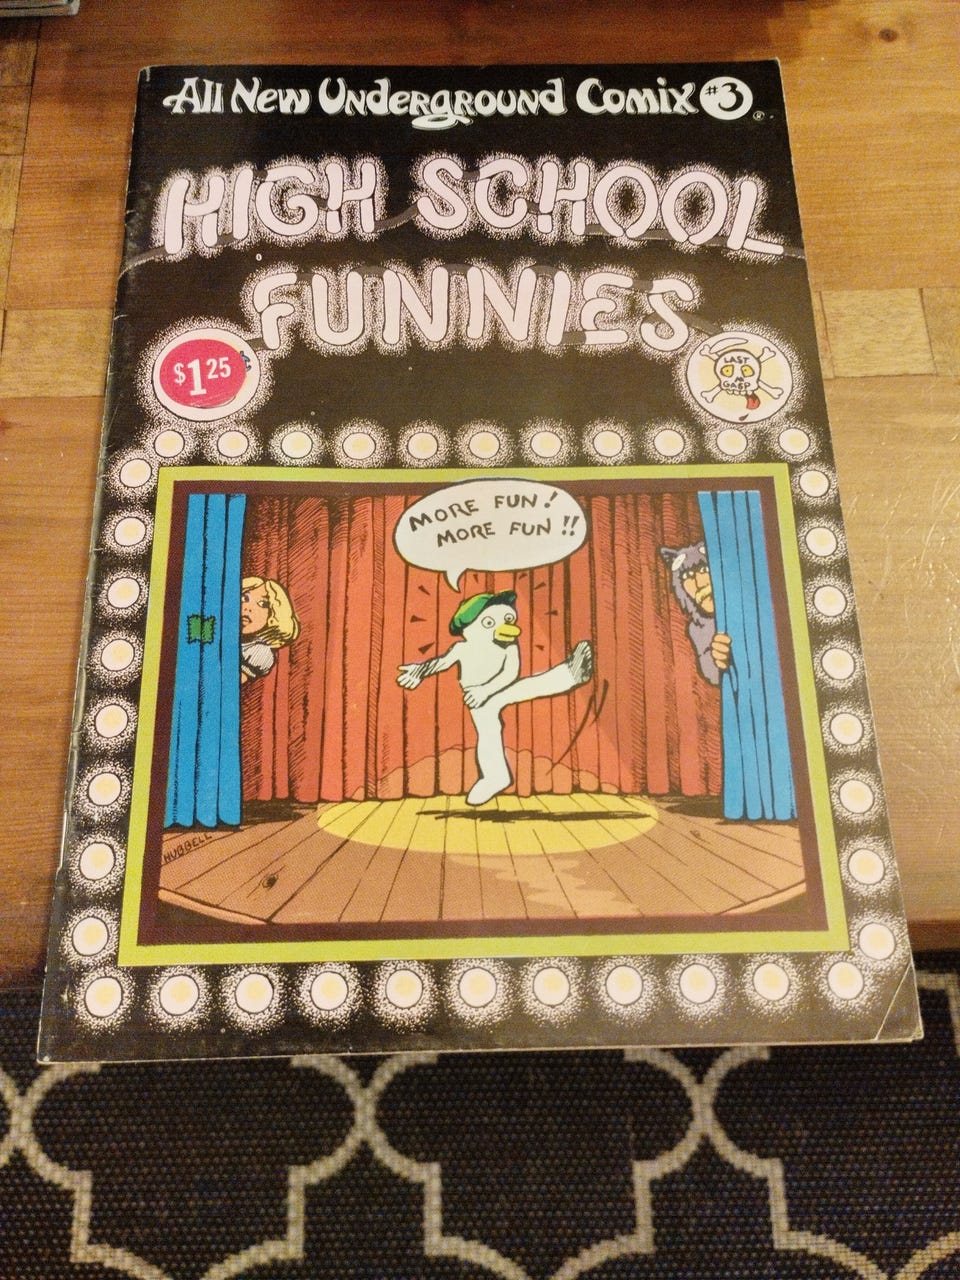 All New Underground Comix #3
HIGH SCHOOL
FUNNIES
$1.25
LAST
GASP
MORE FUN!
MORE FUN!!
HUBBELL